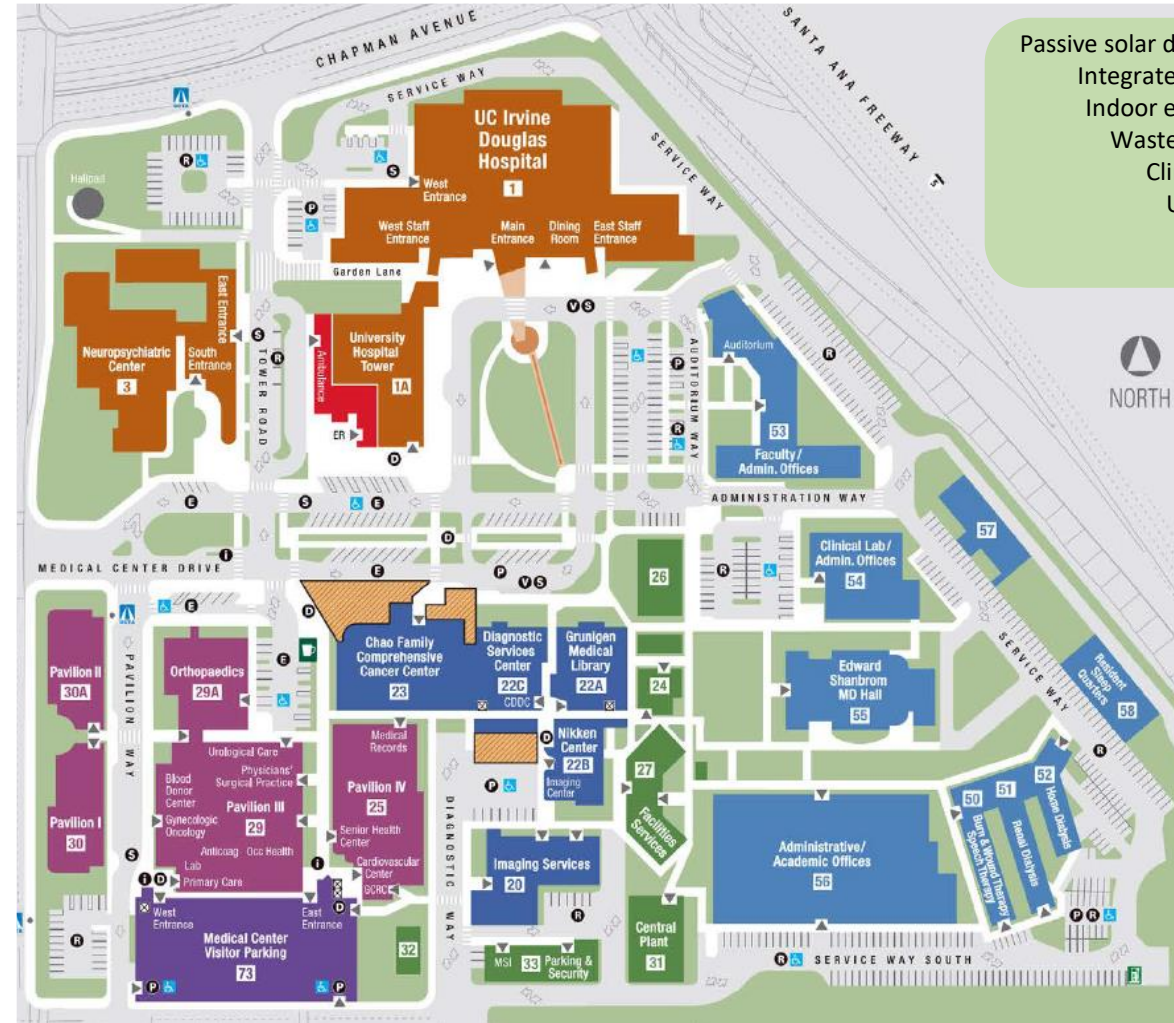 CHAPMAN AVENUE
SERVICE WAY
SANTA ANA FREEWAY
5
Passive solar d
Integrate
Indoor e
Waste
Cli
U
UC Irvine
Douglas
Hospital
1
West
Entrance
West Staff
Entrance
Main
Entrance
Dining
Room
East Staff
Entrance
SERVICE WAY
R
S
P
Helipad
Garden Lane
East Entrance
Neuropsychiatric
Center
3
South
Entrance
S
R
TOWER ROAD
Ambulance
University
Hospital
Tower
1A
ER
D
V S
P
R
AUDITORIUM WAY
Auditorium
53
Faculty/
Admin. Offices
R
NORTH
ADMINISTRATION WAY
E
S
E
D
i
E
P
V S
MEDICAL CENTER DRIVE
26
R
Clinical Lab/
Admin. Offices
54
57
SERVICE WAY
E
D
Pavilion II
30A
PAVILION WAY
Orthopaedics
29A
E
Chao Family
Comprehensive
Cancer Center
23
Diagnostic
Services
Center
22C
CDDC
Grunigen
Medical
Library
22A
24
Edward
Shanbrom
MD Hall
55
Resident
Sleep
Quarters
58
R
Urological Care
Physicians'
Surgical Practice
Blood
Donor
Center
Gynecologic
Oncology
Pavilion III
29
Anticoag
Occ Health
Lab
Primary Care
Pavilion I
30
S
i D
i
Medical
Records
Pavilion IV
25
Senior Health
Center
Cardiovascular
Center
GCRC
D
DIAGNOSTIC WAY
P
D
Nikken
Center
22B
Imaging
Center
27
Facilities
Services
Administrative/
Academic Offices
56
50
Burn & Wound Therapy
Speech Therapy
51
Renal Dialysis
52
Home Dialysis
P R
Imaging Services
20
R
West
Entrance
East
Entrance
Medical Center
Visitor Parking
73
P
P
R
32
MSI
33
Parking &
Security
Central
Plant
31
R
SERVICE WAY SOUTH